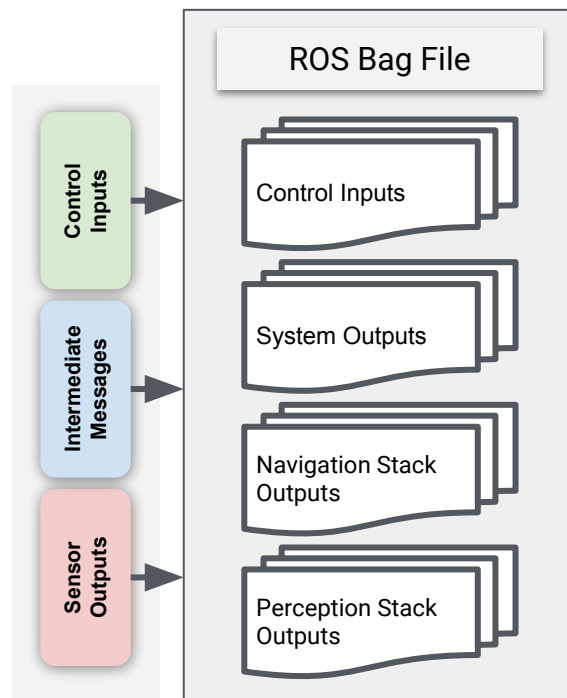 ROS Bag File
Control
Inputs
Intermediate
Messages
Sensor
Outputs
Control Inputs
System Outputs
Navigation Stack
Outputs
Perception Stack
Outputs